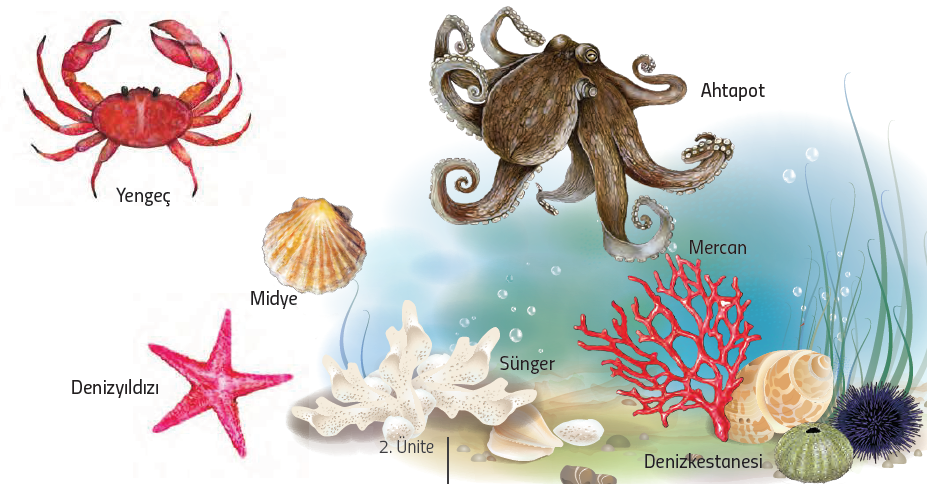 Ahtapot
Yengeç
Mercan
Midye
Sünger
Denizyıldızı
2. Ünite
Denizkestanesi